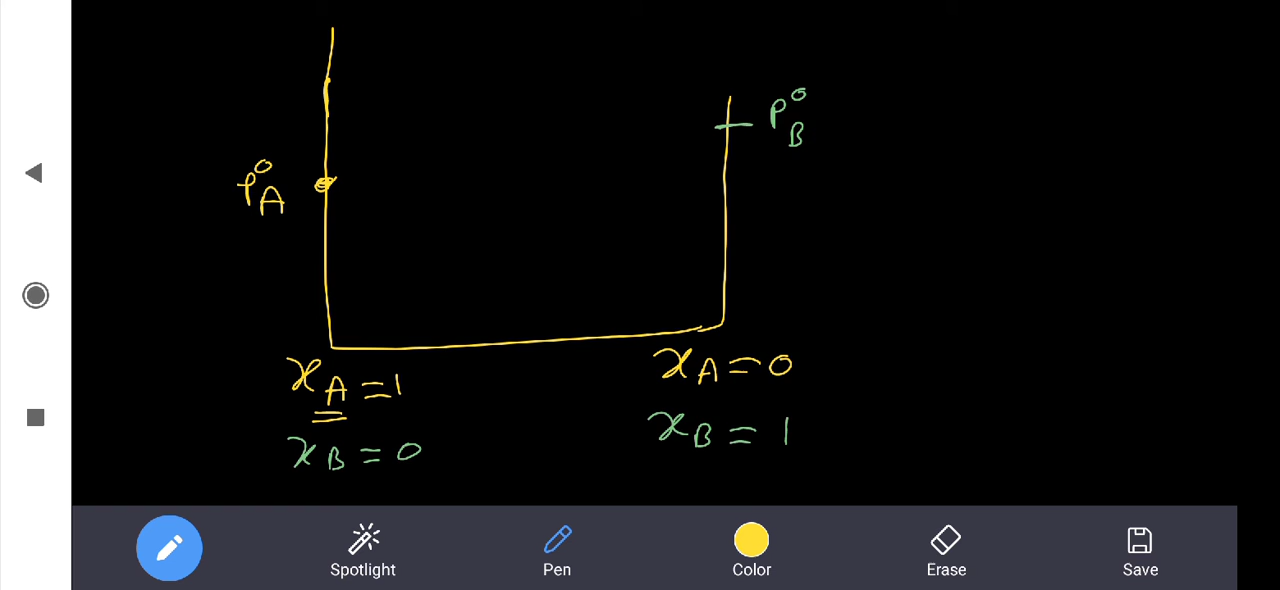 P°B
P°A
xA = 1
xA = 0
xB = 0
xB = 1
Spotlight
Pen
Color
Erase
Save